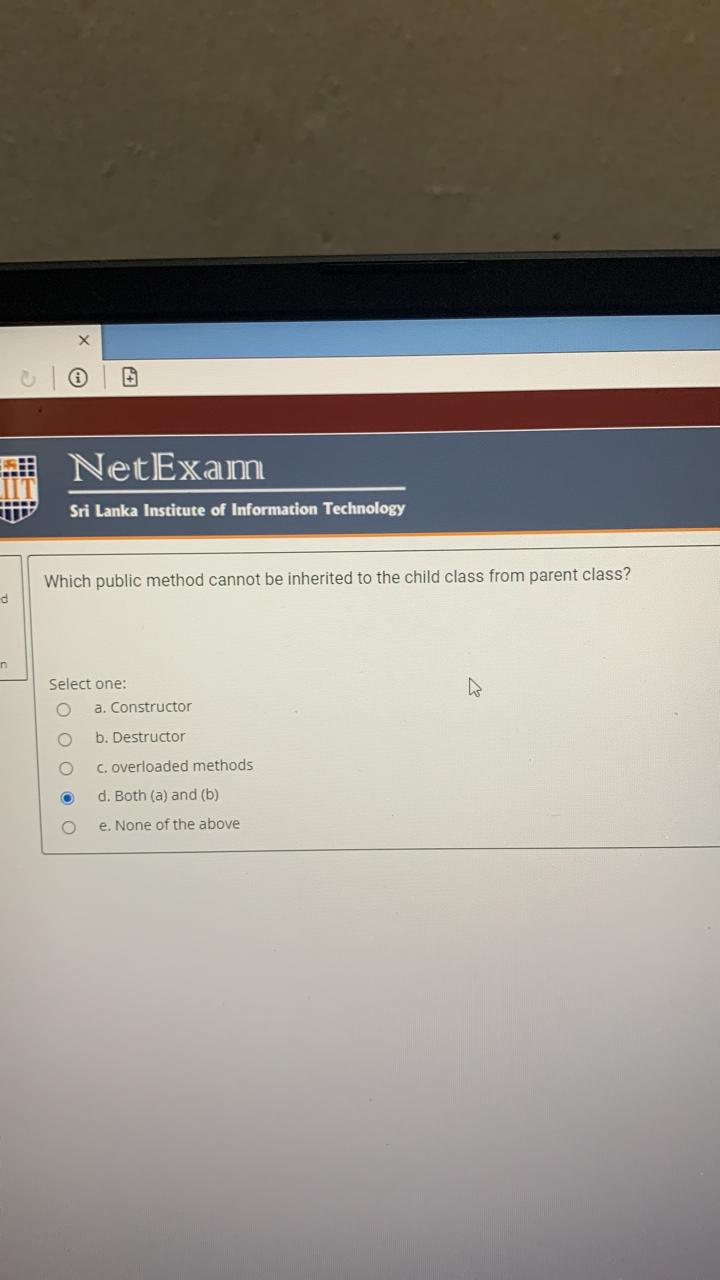 NetExam
IIT
Sri Lanka Institute of Information Technology
Which public method cannot be inherited to the child class from parent class?
d
n
Select one:
a. Constructor
b. Destructor
c. overloaded methods
d. Both (a) and (b)
e. None of the above